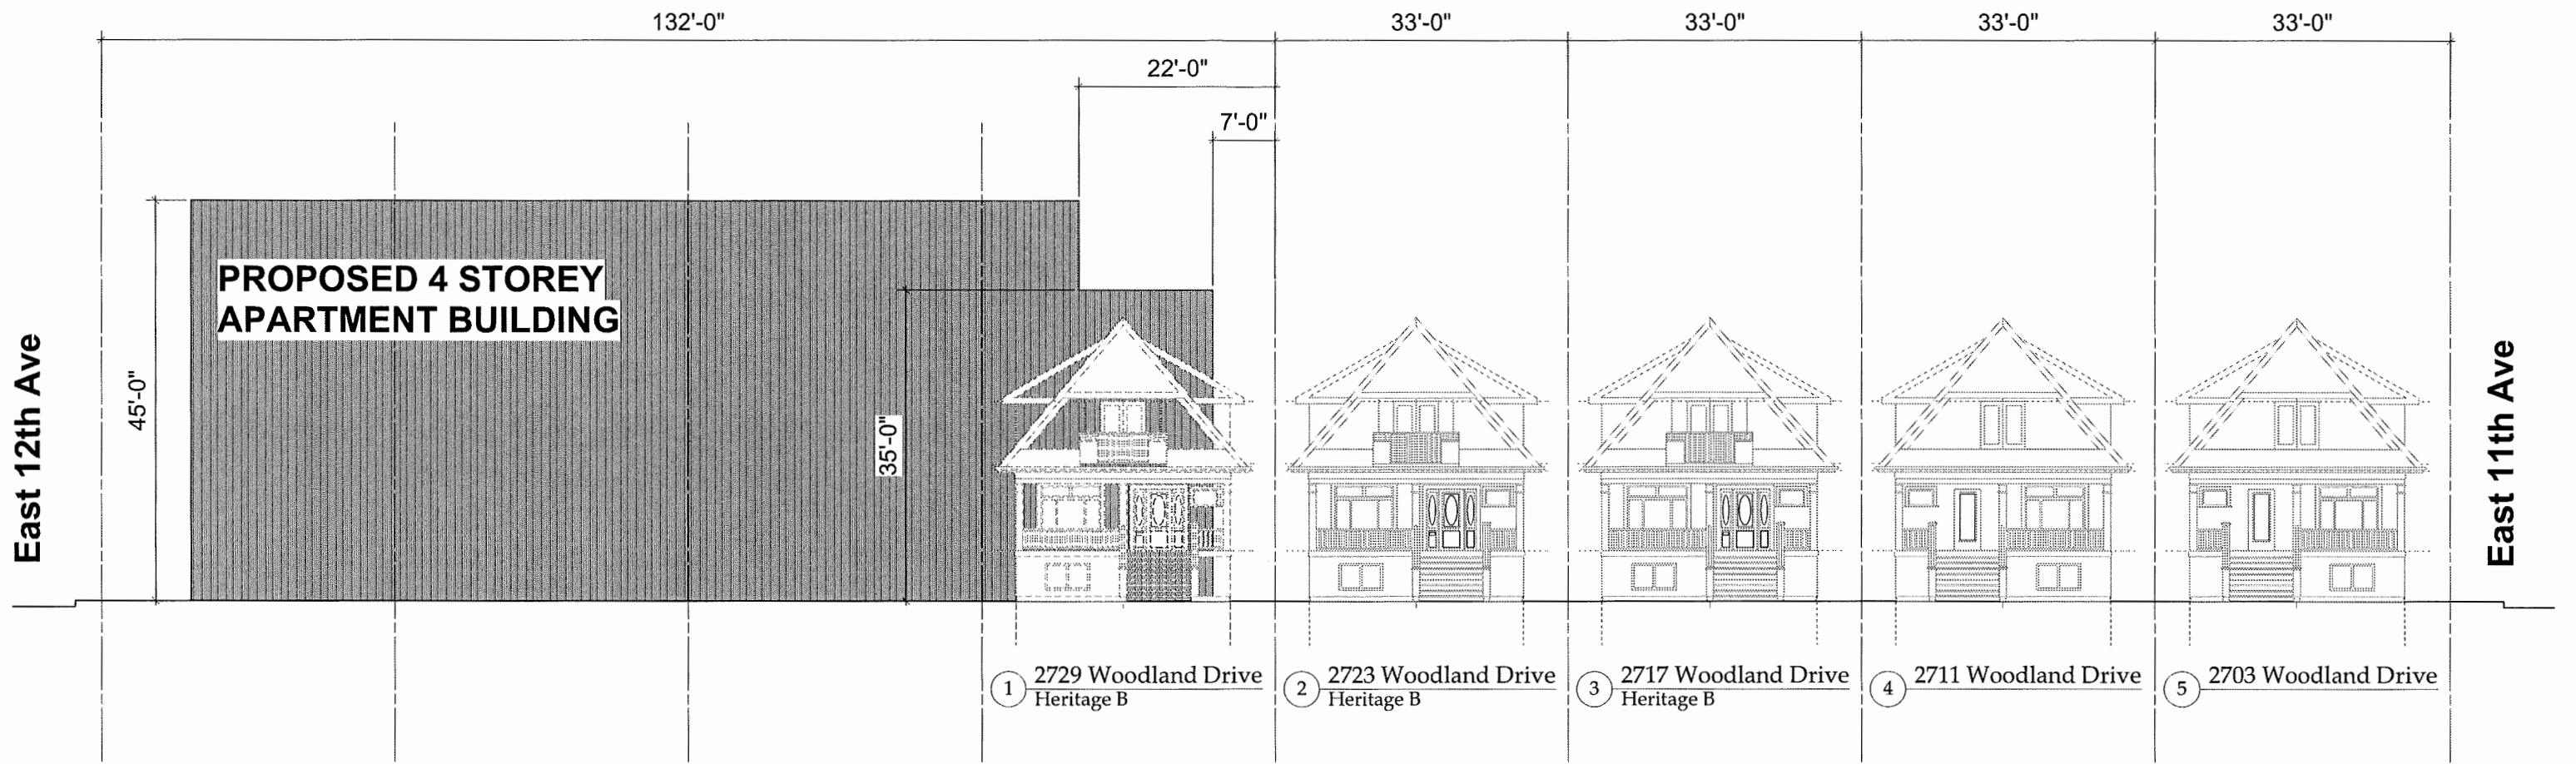 132'-0"
33'-0"
33'-0"
33'-0"
33'-0"
22'-0"
7'-0"
PROPOSED 4 STOREY
APARTMENT BUILDING
45'-0"
35'-0"
East 12th Ave
East 11th Ave
1 2729 Woodland Drive
Heritage B
2 2723 Woodland Drive
Heritage B
3 2717 Woodland Drive
Heritage B
4 2711 Woodland Drive
5 2703 Woodland Drive